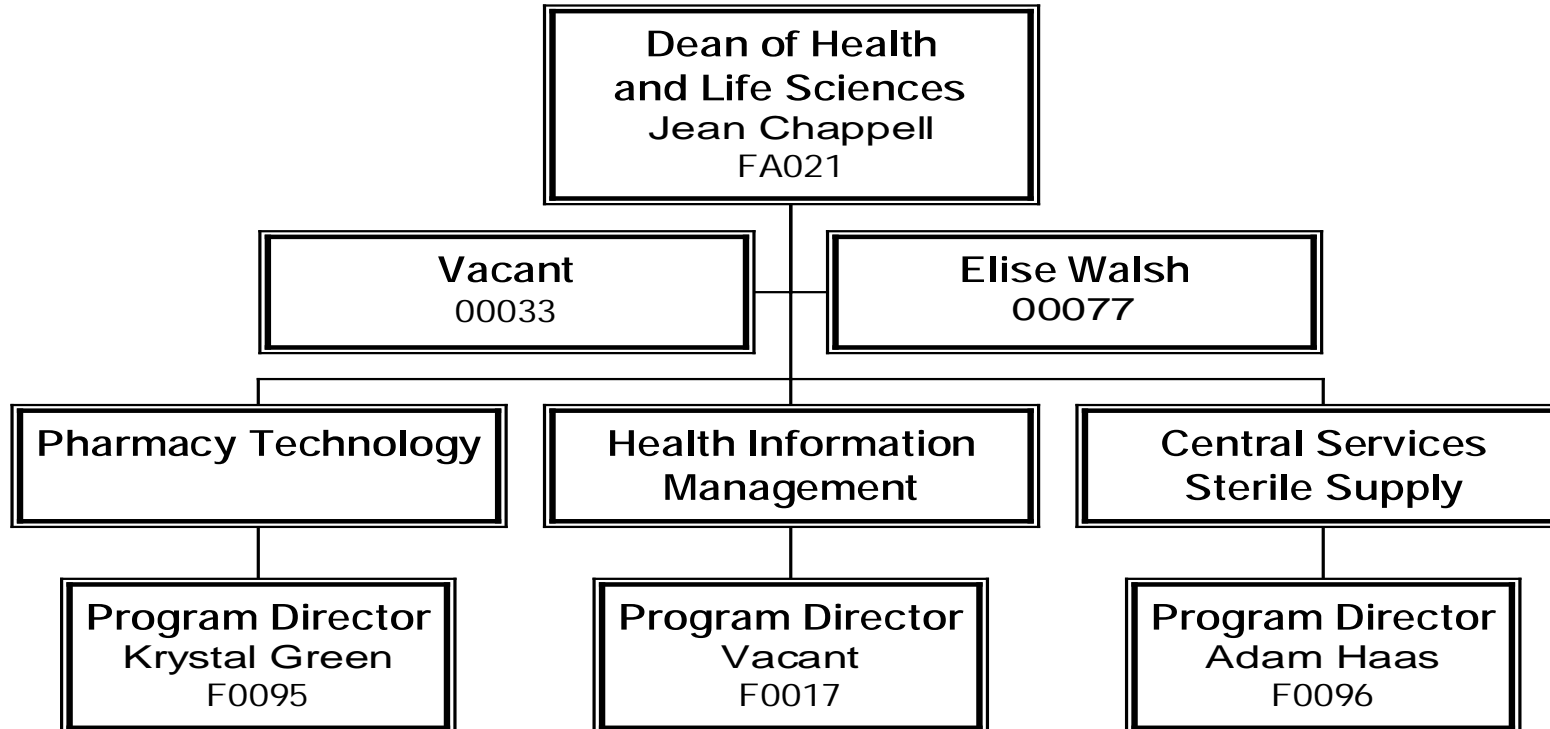 Dean of Health
and Life Sciences
Jean Chappell
FA021
Vacant
00033
Elise Walsh
00077
Pharmacy Technology
Health Information
Management
Central Services
Sterile Supply
Program Director
Krystal Green
F0095
Program Director
Vacant
F0017
Program Director
Adam Haas
F0096